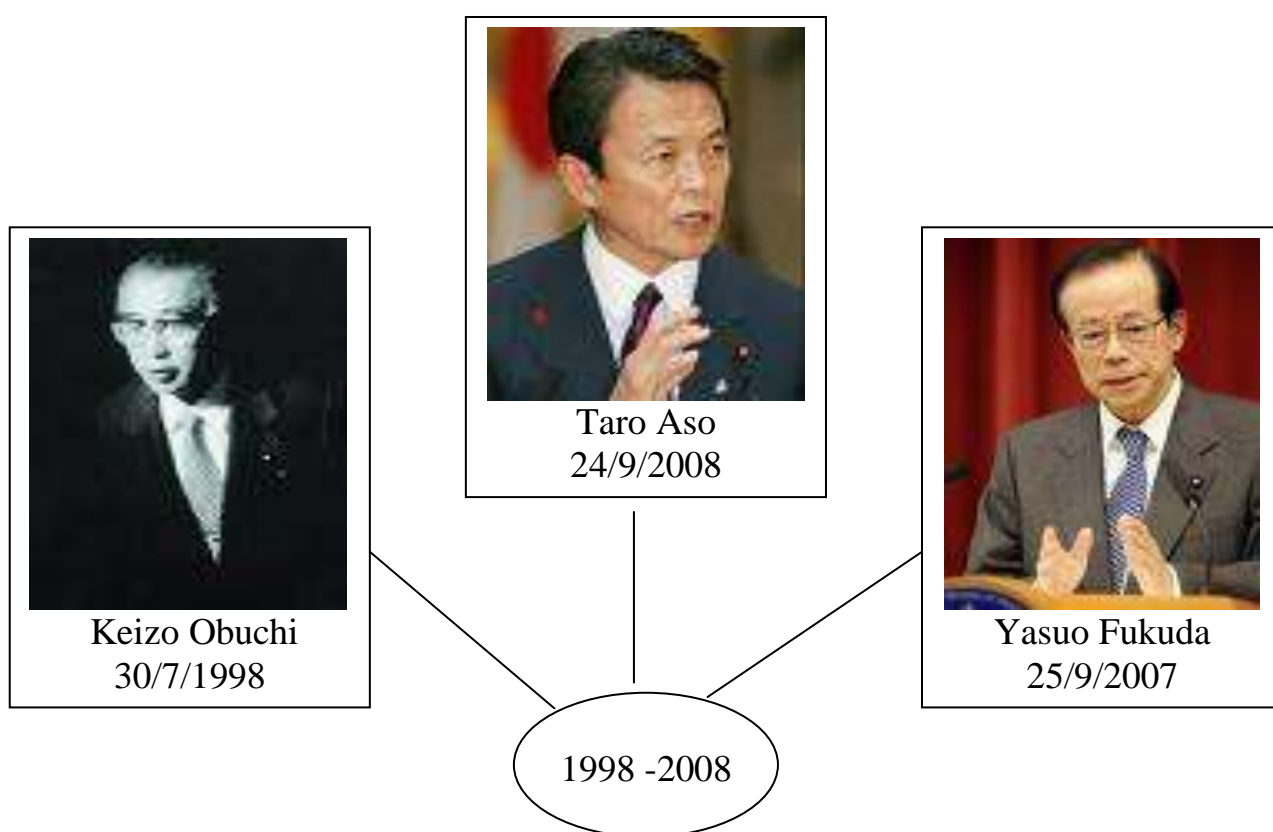 Taro Aso
24/9/2008
Keizo Obuchi
30/7/1998
Yasuo Fukuda
25/9/2007
1998 -2008